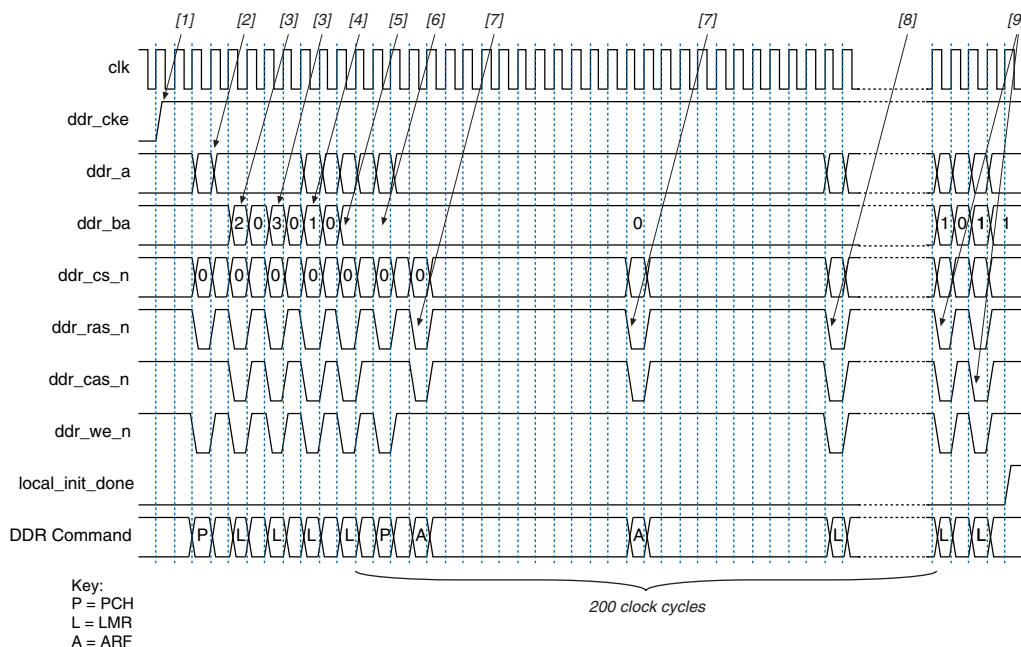 [1] [2] [3] [3] [4] [5] [6] [7] [7] [8] [9
clk
ddr_cke
ddr_a
ddr_ba 2 0 3 0 1 0 0 1 0 1 1
ddr_cs_n 0 0 0 0 0 0 0
ddr_ras_n
ddr_cas_n
ddr_we_n
local_init_done
DDR Command P L L L L P A A L L L
200 clock cycles
Key:
P = PCH
L = LMR
A = ARF